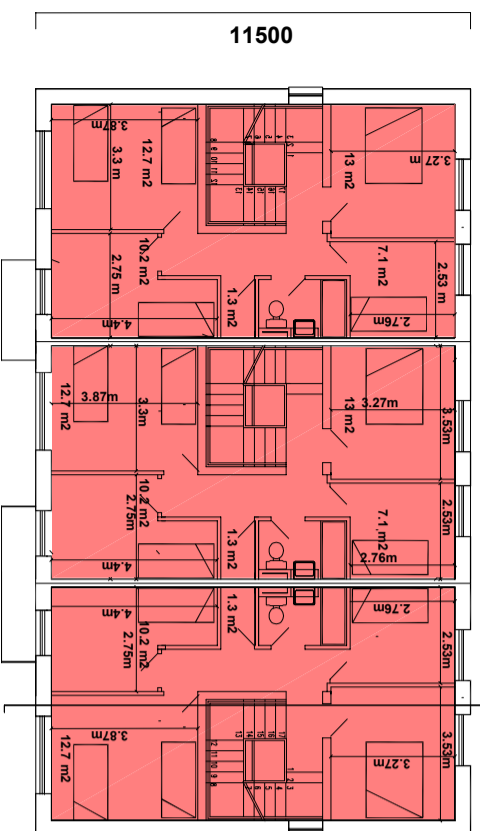 11500
3.87m
12.7 m2
3.3 m
13 m2
3.27 m
10.2 m2
2.75 m
7.1 m2
2.53 m
1.3 m2
4.4m
2.76m
12.7 m2
3.87m
3.3m
13 m2
3.27m
3.53m
10.2 m2
2.75m
7.1 m2
2.53m
1.3 m2
4.4m
2.76m
4.4m
1.3 m2
2.76m
10.2 m2
2.75m
2.53m
3.87m
12.7 m2
3.27m
3.53m